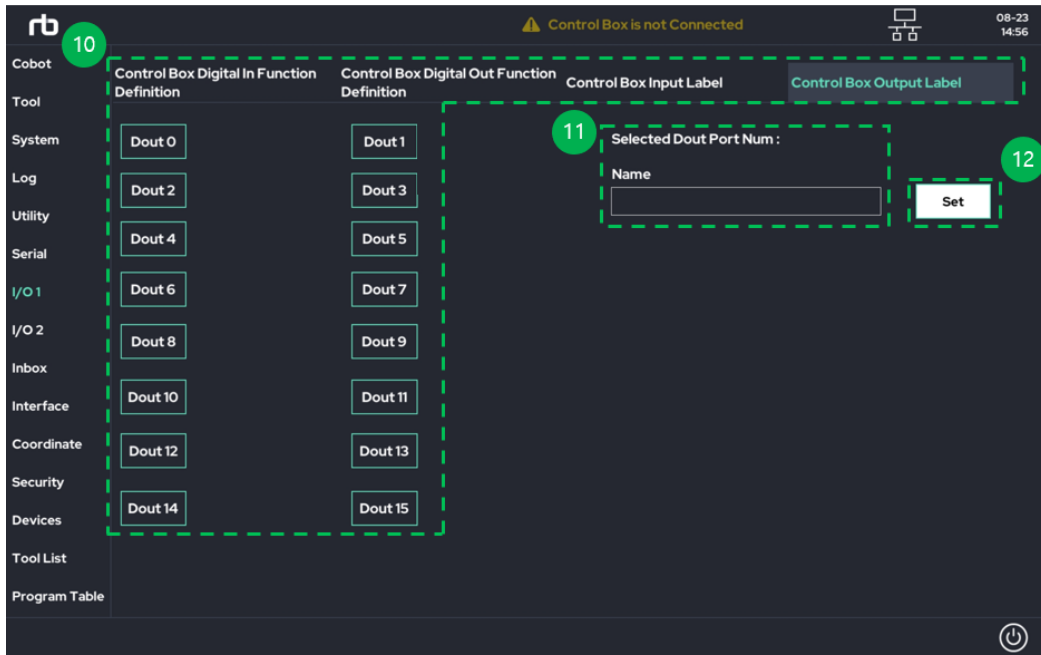 rb
Control Box is not Connected
08-23
14:56
10
Cobot
Tool
System
Log
Utility
Serial
I/O 1
I/O 2
Inbox
Interface
Coordinate
Security
Devices
Tool List
Program Table
Control Box Digital In Function
Definition
Control Box Digital Out Function
Definition
Control Box Input Label
Control Box Output Label
Dout 0
Dout 1
Dout 2
Dout 3
Dout 4
Dout 5
Dout 6
Dout 7
Dout 8
Dout 9
Dout 10
Dout 11
Dout 12
Dout 13
Dout 14
Dout 15
11
Selected Dout Port Num :
Name
12
Set